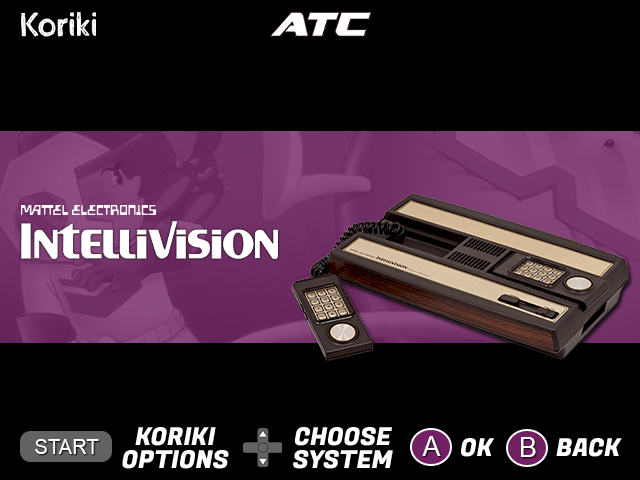 Koriki
ATC
MATTEL ELECTRONICS
INTELLIVISION
START
KORIKI
OPTIONS
CHOOSE
SYSTEM
A OK
B BACK